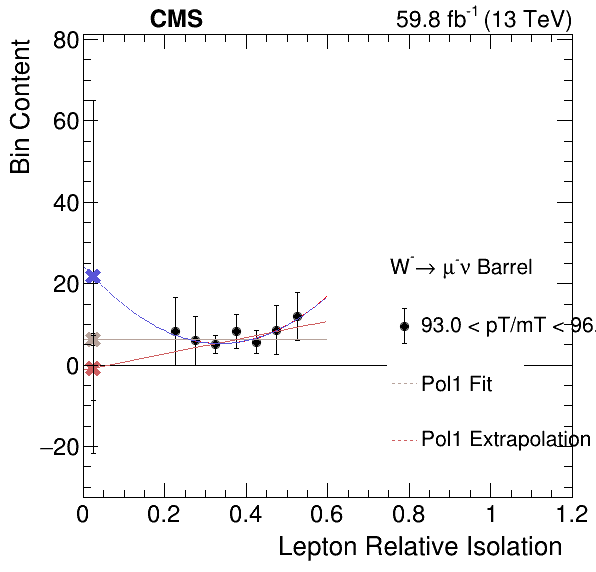 CMS
59.8 fb⁻¹ (13 TeV)
Bin Content
80
60
40
20
0
−20
W⁻→ μ⁻ν Barrel
93.0 < pT/mT < 96.
Pol1 Fit
Pol1 Extrapolation
0 0.2 0.4 0.6 0.8 1 1.2
Lepton Relative Isolation